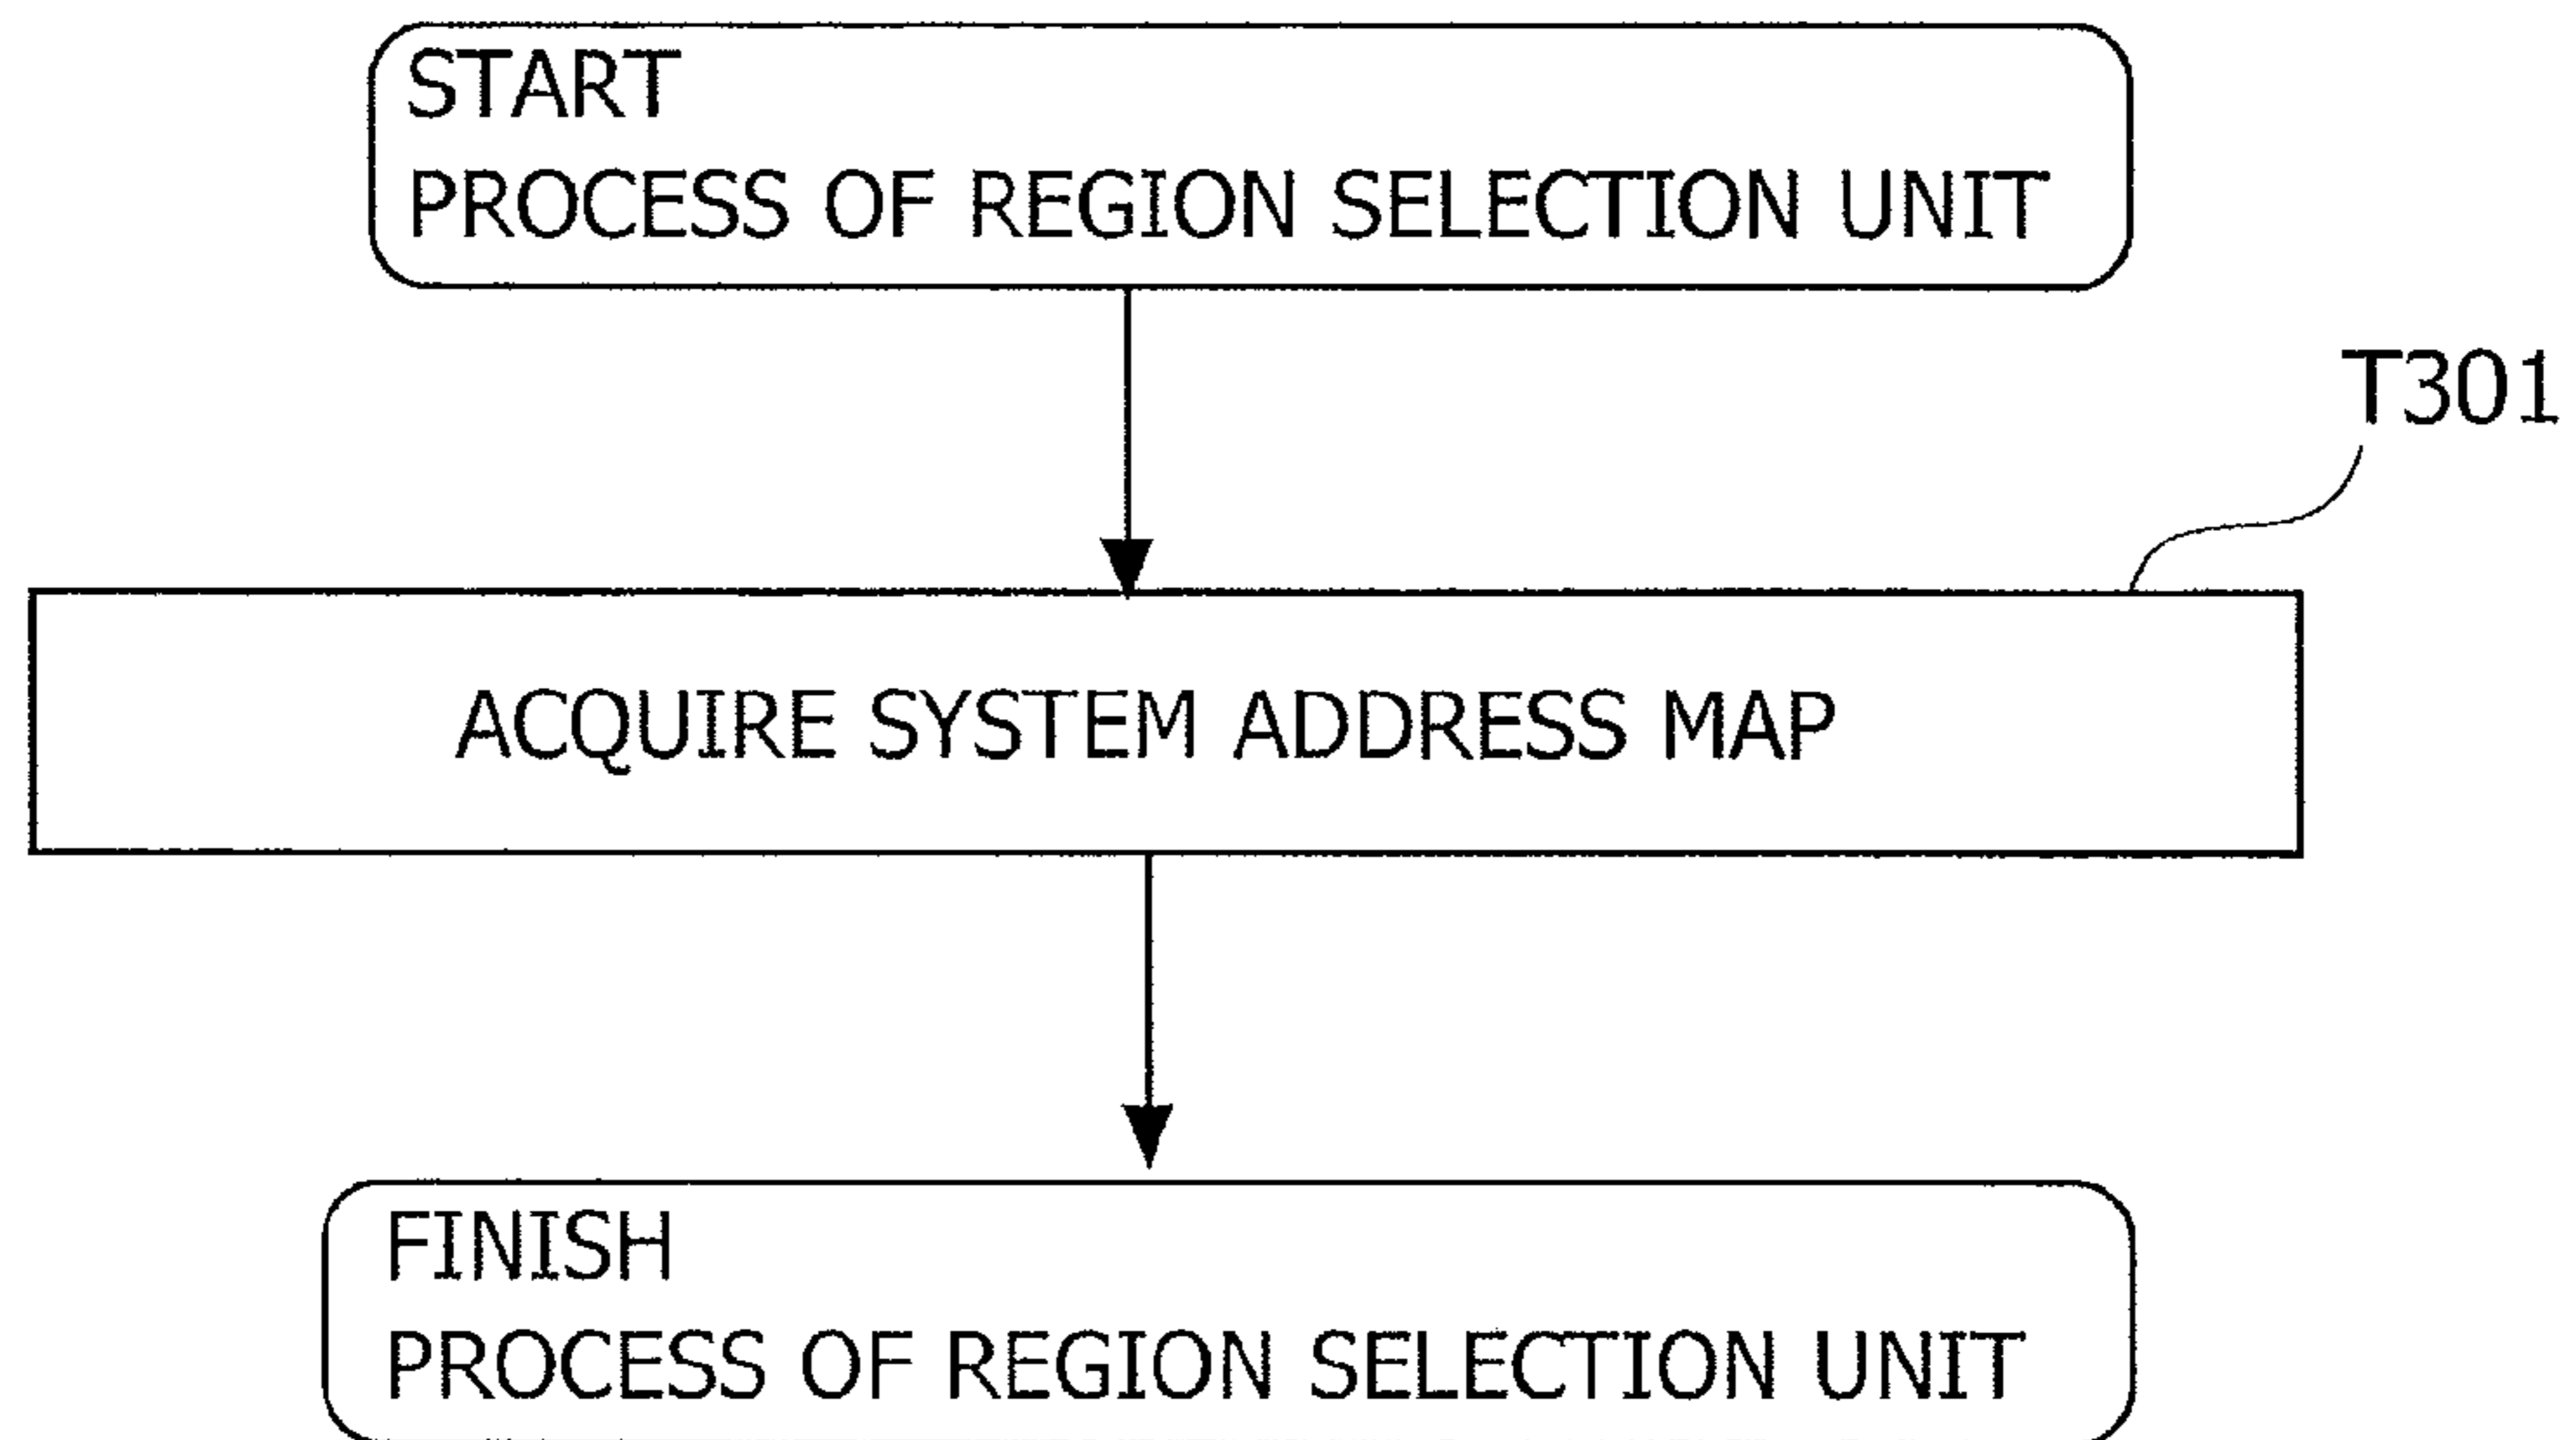 START
PROCESS OF REGION SELECTION UNIT
T301
ACQUIRE SYSTEM ADDRESS MAP
FINISH
PROCESS OF REGION SELECTION UNIT